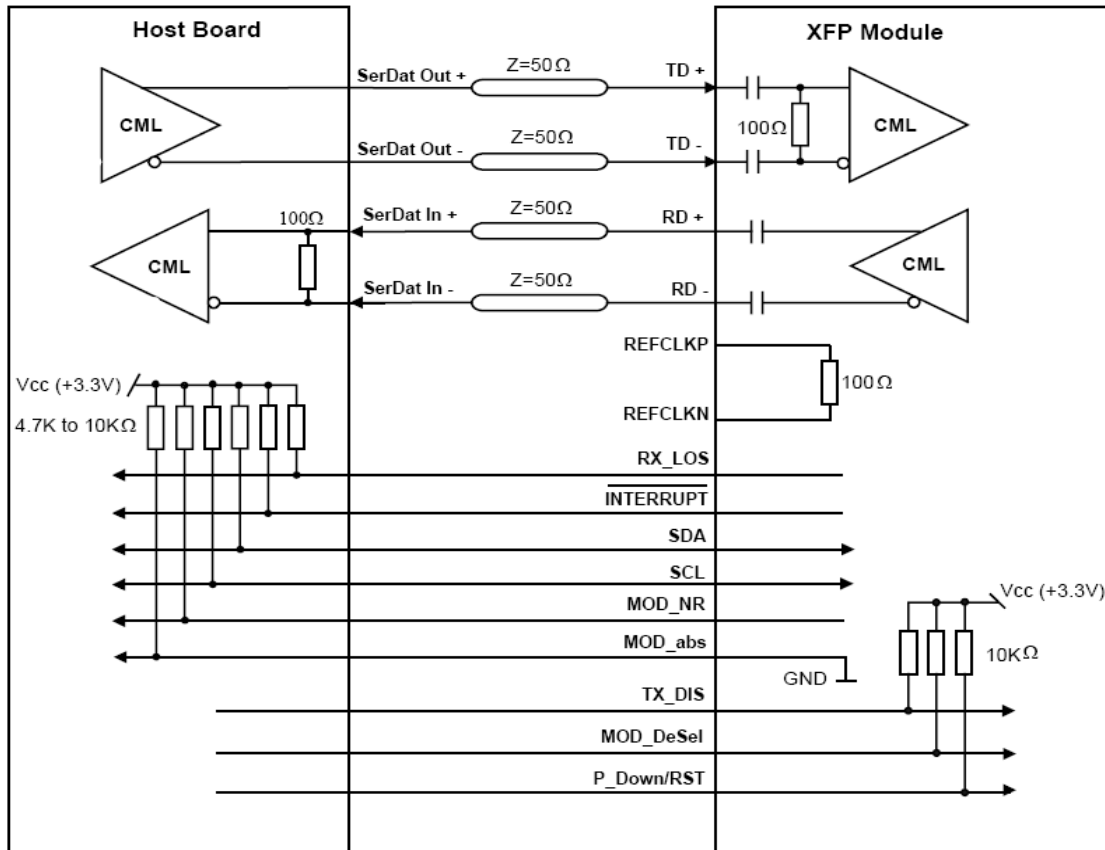 Host Board
XFP Module
SerDat Out +
Z=50Ω
TD +
CML
100Ω
CML
SerDat Out -
Z=50Ω
TD -
100Ω
SerDat In +
Z=50Ω
RD +
CML
CML
SerDat In -
Z=50Ω
RD -
REFCLKP
Vcc (+3.3V)
100Ω
4.7K to 10KΩ
REFCLKN
RX_LOS
INTERRUPT
SDA
SCL
Vcc (+3.3V)
MOD_NR
MOD_abs
10KΩ
GND
TX_DIS
MOD_DeSel
P_Down/RST